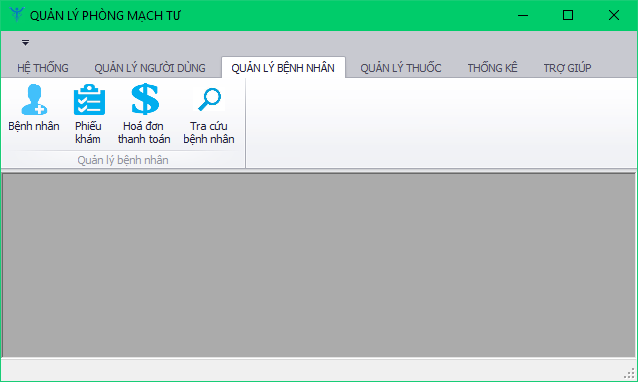 QUẢN LÝ PHÒNG MẠCH TƯ
HỆ THỐNG QUẢN LÝ NGƯỜI DÙNG QUẢN LÝ BỆNH NHÂN QUẢN LÝ THUỐC THỐNG KÊ TRỢ GIÚP
Bệnh nhân Phiếu Hoá đơn Tra cứu
khám thanh toán bệnh nhân
Quản lý bệnh nhân